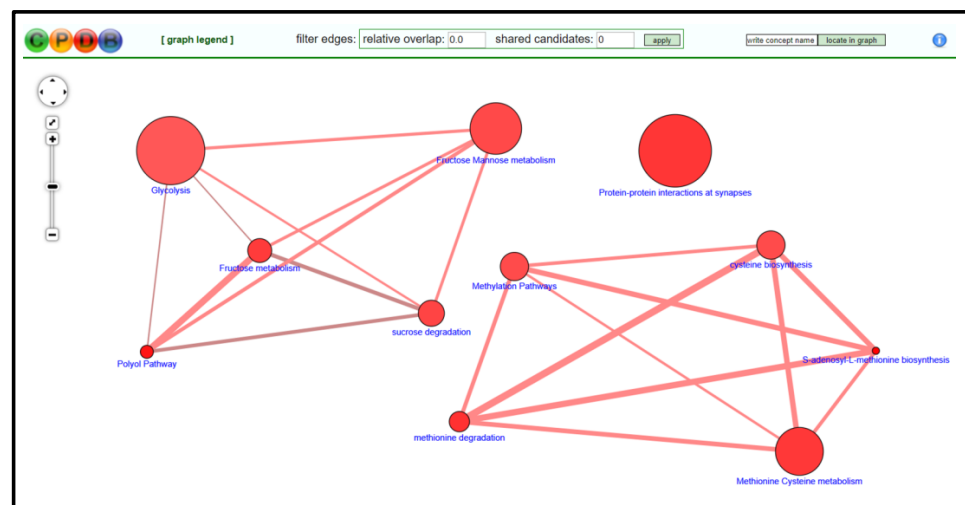 C P D B
[ graph legend ]
filter edges: relative overlap: 0.0 shared candidates: 0 apply
write concept name locate in graph
i
Fructose Mannose metabolism
Glycolysis
Protein-protein interactions at synapses
Fructose metabolism
cysteine biosynthesis
Methylation Pathways
sucrose degradation
Polyol Pathway
S-adenosyl-L-methionine biosynthesis
methionine degradation
Methionine Cysteine metabolism